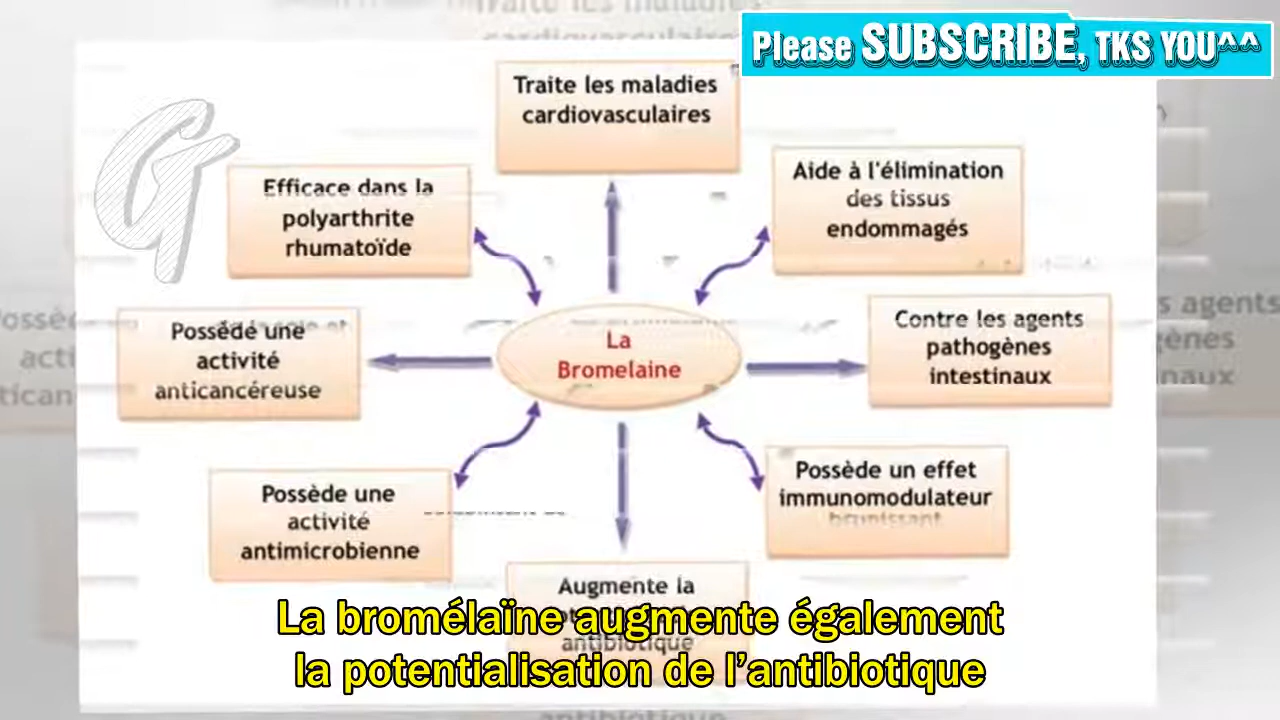 Please SUBSCRIBE, TKS YOU^^
Traite les maladies
cardiovasculaires
Efficace dans la
polyarthrite
rhumatoïde
Aide à l'élimination
des tissus
endommagés
Possède une
activité
anticancéreuse
La
Bromelaine
Contre les agents
pathogènes
intestinaux
Possède une
activité
antimicrobienne
Possède un effet
immunomodulateur
brunissant
Augmente la
antibiotique
La bromélaïne augmente également
la potentialisation de l'antibiotique
G